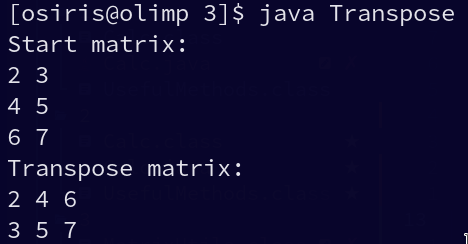 [osiris@olimp 3]$ java Transpose
Start matrix:
2 3
4 5
6 7
Transpose matrix:
2 4 6
3 5 7